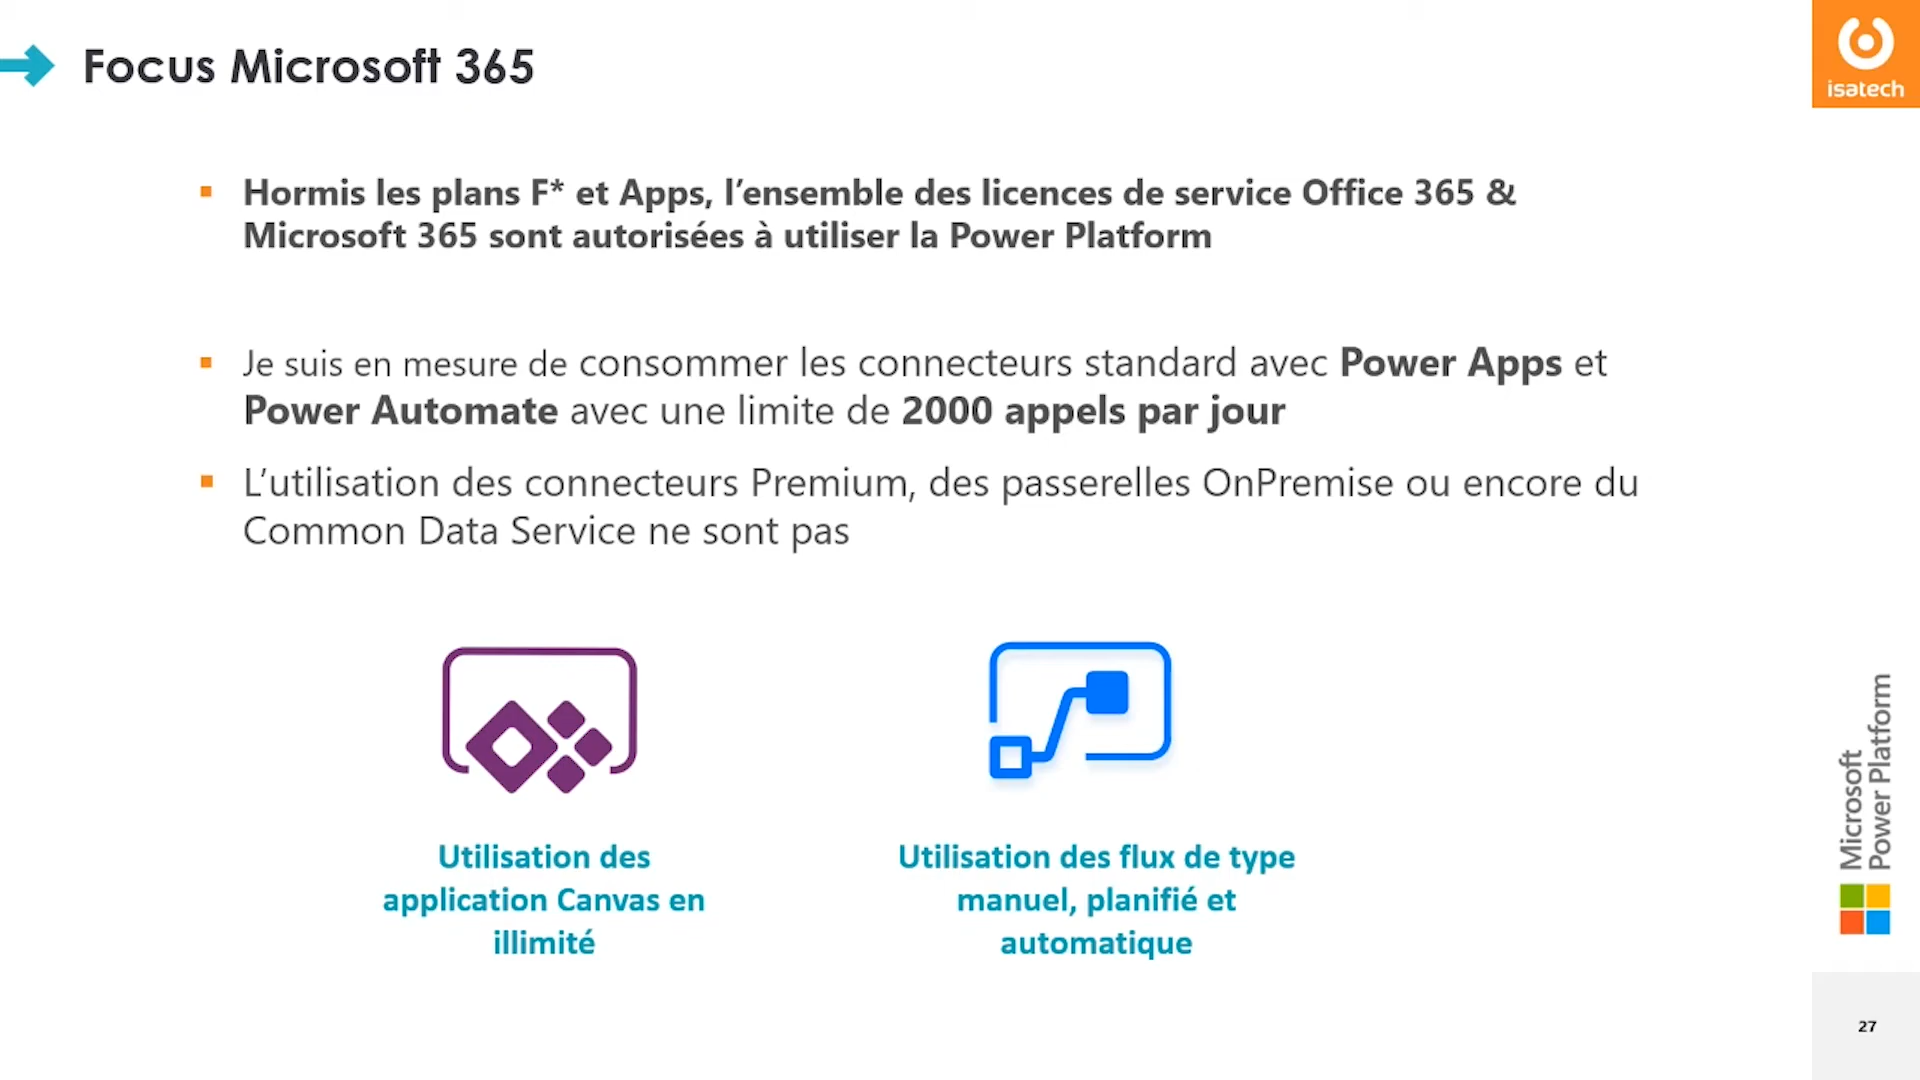 Focus Microsoft 365
isatech
▪ Hormis les plans F* et Apps, l’ensemble des licences de service Office 365 &
Microsoft 365 sont autorisées à utiliser la Power Platform
▪ Je suis en mesure de consommer les connecteurs standard avec Power Apps et
Power Automate avec une limite de 2000 appels par jour
▪ L’utilisation des connecteurs Premium, des passerelles OnPremise ou encore du
Common Data Service ne sont pas
Utilisation des
application Canvas en
illimité
Utilisation des flux de type
manuel, planifié et
automatique
Microsoft
Power Platform
27